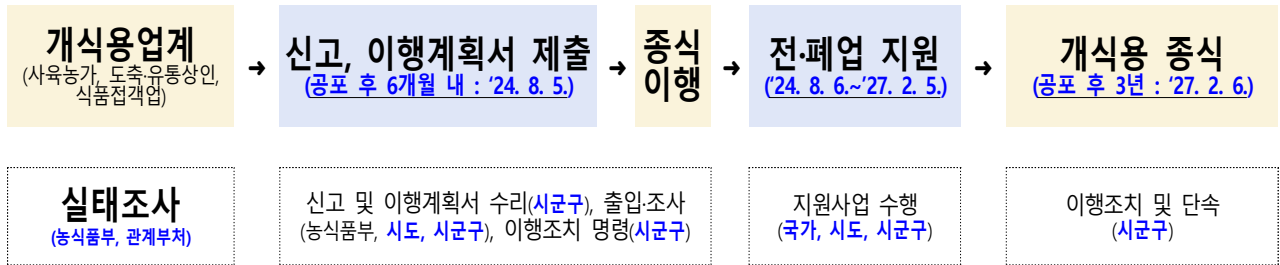 개식용업계
(사육농가, 도축·유통상인,
식품접객업)
➜
신고, 이행계획서 제출
(공포 후 6개월 내 : ‘24. 8. 5.)
➜
종식
이행
➜
전·폐업 지원
(‘24. 8. 6.~’27. 2. 5.)
➜
개식용 종식
(공포 후 3년 : ‘27. 2. 6.)
실태조사
(농식품부, 관계부처)
신고 및 이행계획서 수리(시군구), 출입·조사
(농식품부, 시도, 시군구), 이행조치 명령(시군구)
지원사업 수행
(국가, 시도, 시군구)
이행조치 및 단속
(시군구)